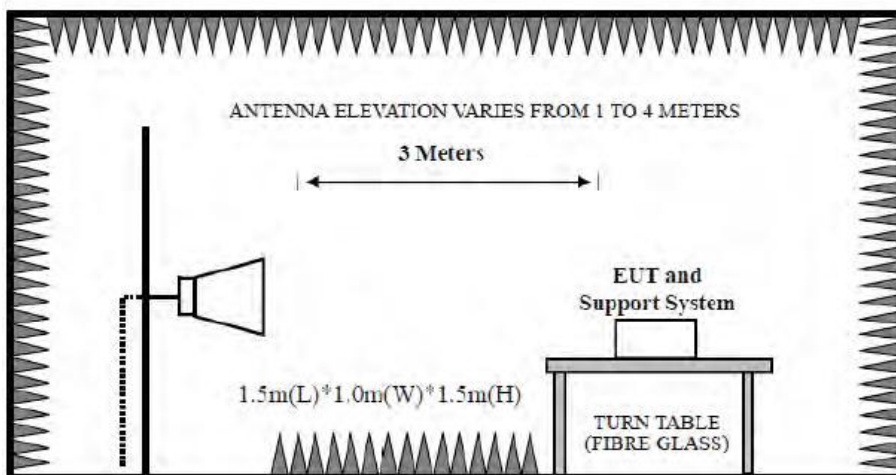 ANTENNA ELEVATION VARIES FROM 1 TO 4 METERS
3 Meters
EUT and
Support System
1.5m(L)*1.0m(W)*1.5m(H)
TURN TABLE
(FIBRE GLASS)